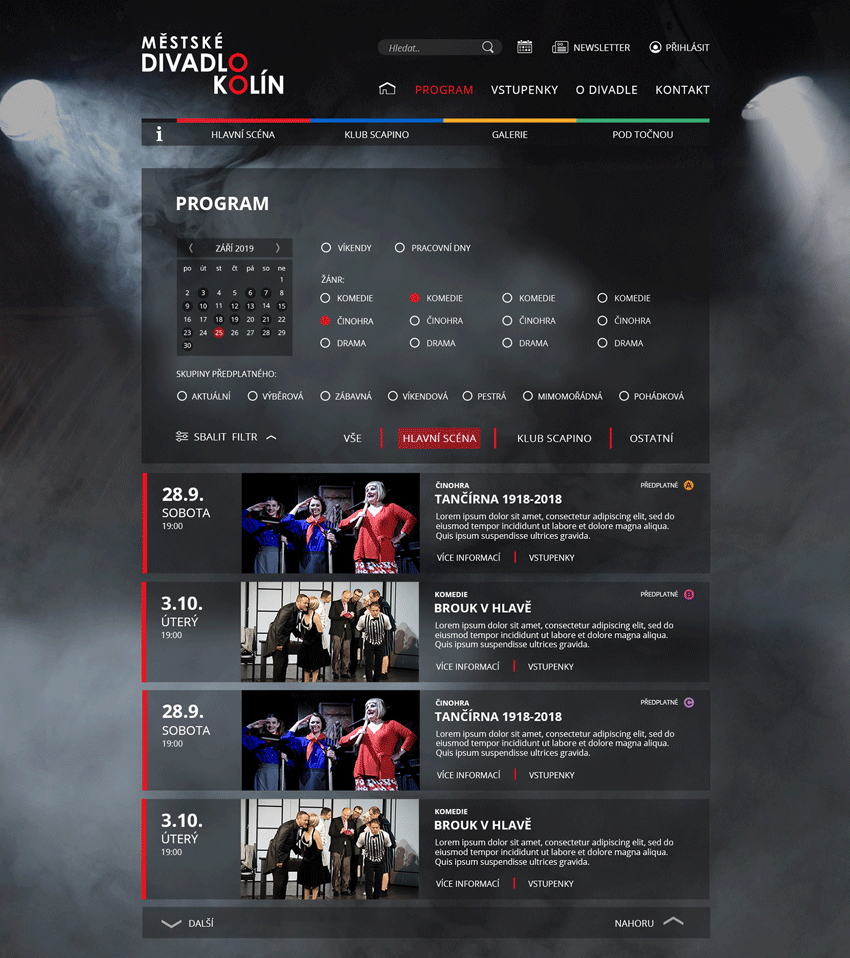 MĚSTSKÉ
DIVADLO
KOLÍN
Hledat..
NEWSLETTER
PŘIHLÁSIT
PROGRAM VSTUPENKY O DIVADLE KONTAKT
i HLAVNÍ SCÉNA KLUB SCAPINO GALERIE POD TOČNOU
PROGRAM
ZÁŘÍ 2019
po út st čt pá so ne
1
2 3 4 5 6 7 8
9 10 11 12 13 14 15
16 17 18 19 20 21 22
23 24 25 26 27 28 29
30
VÍKENDY PRACOVNÍ DNY
ŽÁNR:
KOMEDIE KOMEDIE KOMEDIE KOMEDIE
ČINOHRA ČINOHRA ČINOHRA ČINOHRA
DRAMA DRAMA DRAMA DRAMA
SKUPINY PŘEDPLATNÉHO:
AKTUÁLNÍ VÝBĚROVÁ ZÁBAVNÁ VÍKENDOVÁ PESTRÁ MIMOMOŘÁDNÁ POHÁDKOVÁ
SBALIT FILTR
VŠE HLAVNÍ SCÉNA KLUB SCAPINO OSTATNÍ
28.9.
SOBOTA
19:00
ČINOHRA
PŘEDPLATNÉ A
TANČÍRNA 1918-2018
Lorem ipsum dolor sit amet, consectetur adipiscing elit, sed do
eiusmod tempor incididunt ut labore et dolore magna aliqua.
Quis ipsum suspendisse ultrices gravida.
VÍCE INFORMACÍ VSTUPENKY
3.10.
ÚTERÝ
19:00
KOMEDIE
PŘEDPLATNÉ B
BROUK V HLAVĚ
Lorem ipsum dolor sit amet, consectetur adipiscing elit, sed do
eiusmod tempor incididunt ut labore et dolore magna aliqua.
Quis ipsum suspendisse ultrices gravida.
VÍCE INFORMACÍ VSTUPENKY
28.9.
SOBOTA
19:00
ČINOHRA
PŘEDPLATNÉ C
TANČÍRNA 1918-2018
Lorem ipsum dolor sit amet, consectetur adipiscing elit, sed do
eiusmod tempor incididunt ut labore et dolore magna aliqua.
Quis ipsum suspendisse ultrices gravida.
VÍCE INFORMACÍ VSTUPENKY
3.10.
ÚTERÝ
19:00
KOMEDIE
BROUK V HLAVĚ
Lorem ipsum dolor sit amet, consectetur adipiscing elit, sed do
eiusmod tempor incididunt ut labore et dolore magna aliqua.
Quis ipsum suspendisse ultrices gravida.
VÍCE INFORMACÍ VSTUPENKY
DALŠÍ
NAHORU